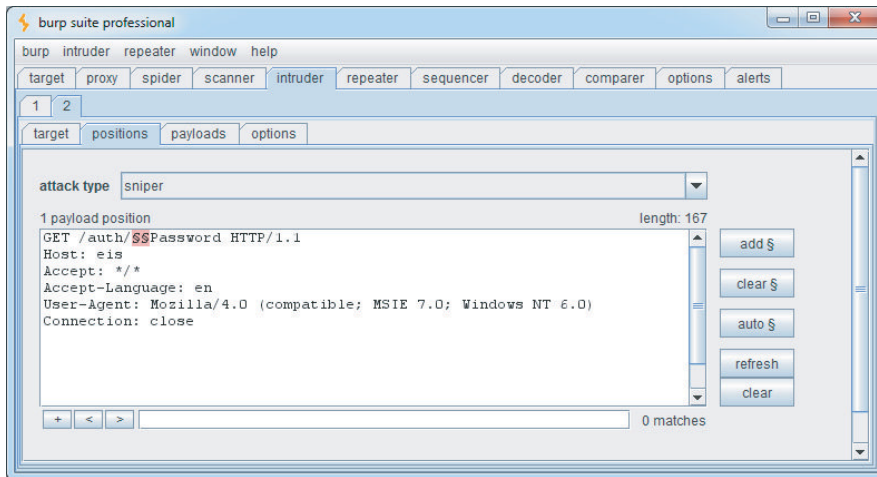 burp suite professional
burp intruder repeater window help
target proxy spider scanner intruder repeater sequencer decoder comparer options alerts
1 2
target positions payloads options
attack type sniper
1 payload position length: 167
GET /auth/§§Password HTTP/1.1
Host: eis
Accept: */*
Accept-Language: en
User-Agent: Mozilla/4.0 (compatible; MSIE 7.0; Windows NT 6.0)
Connection: close
add §
clear §
auto §
refresh
clear
+ < > 0 matches